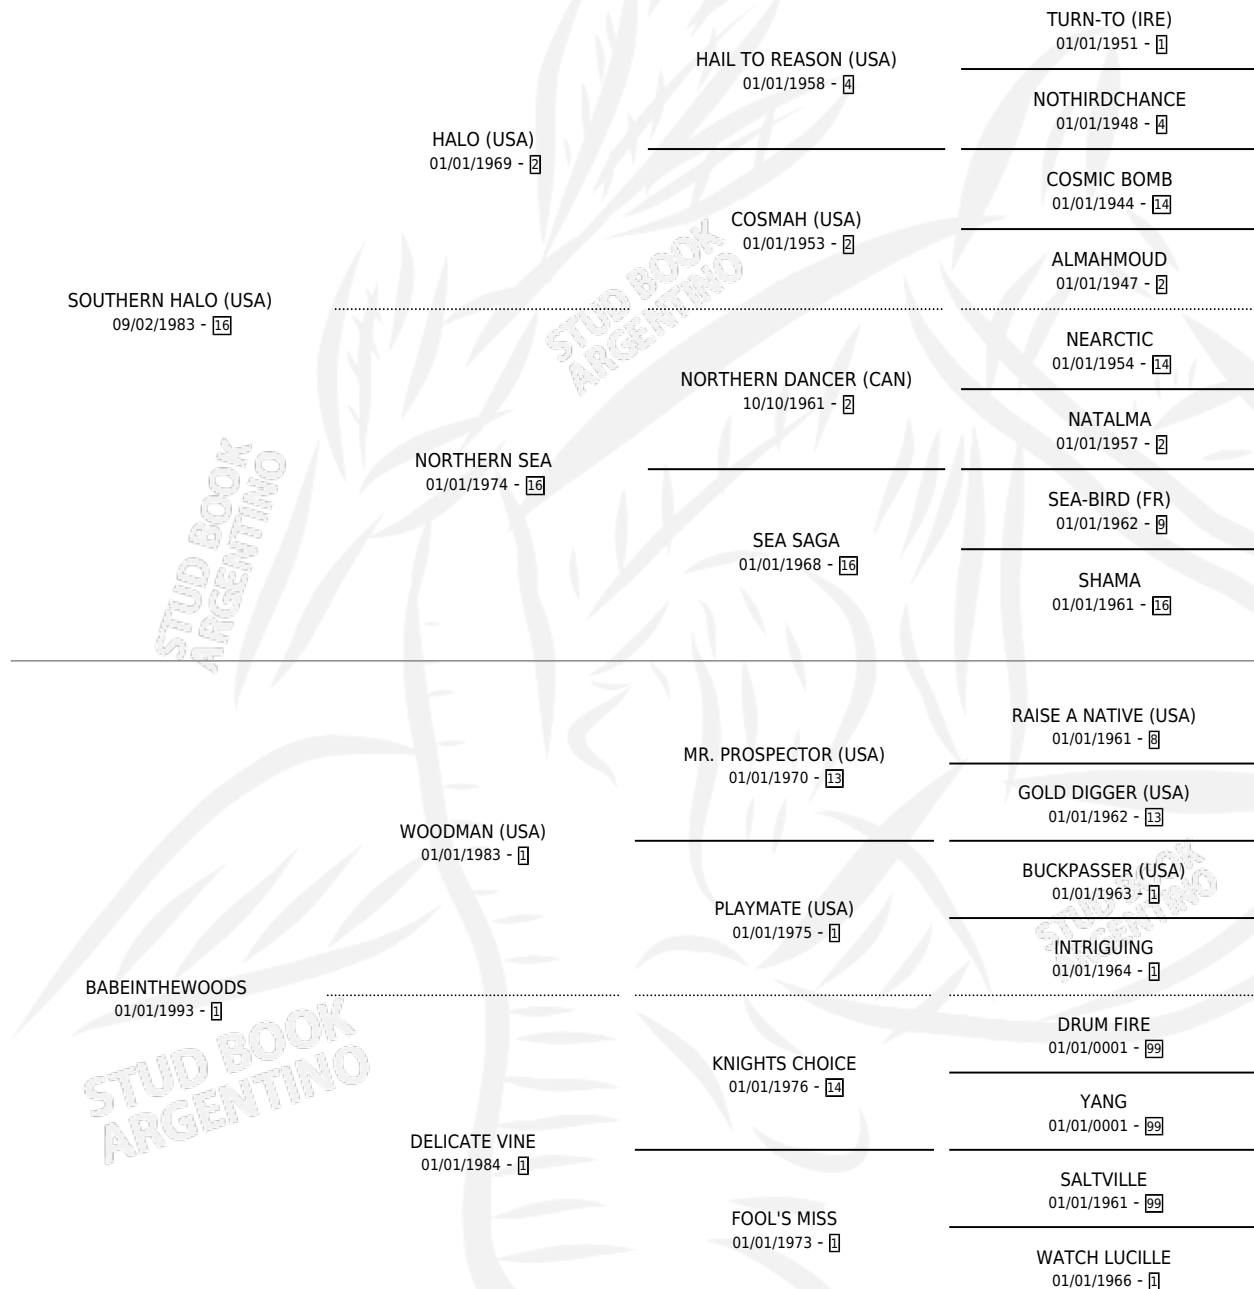 TURN-TO (IRE)
01/01/1951 - 1
HAIL TO REASON (USA)
01/01/1958 - 4
NOTHIRDCHANCE
01/01/1948 - 4
HALO (USA)
01/01/1969 - 2
COSMIC BOMB
01/01/1944 - 14
COSMAH (USA)
01/01/1953 - 2
ALMAHMOUD
01/01/1947 - 2
SOUTHERN HALO (USA)
09/02/1983 - 16
STUD BOOK
ARGENTINO
NEARCTIC
01/01/1954 - 14
NORTHERN DANCER (CAN)
10/10/1961 - 2
NATALMA
01/01/1957 - 2
NORTHERN SEA
01/01/1974 - 16
SEA-BIRD (FR)
01/01/1962 - 9
SEA SAGA
01/01/1968 - 16
SHAMA
01/01/1961 - 16
STUD BOOK
ARGENTINO
RAISE A NATIVE (USA)
01/01/1961 - 8
MR. PROSPECTOR (USA)
01/01/1970 - 13
GOLD DIGGER (USA)
01/01/1962 - 13
WOODMAN (USA)
01/01/1983 - 1
BUCKPASSER (USA)
01/01/1963 - 1
PLAYMATE (USA)
01/01/1975 - 1
STUD BOOK
ARGENTINO
INTRIGUING
01/01/1964 - 1
BABEINTHEWOODS
01/01/1993 - 1
DRUM FIRE
01/01/0001 - 99
KNIGHTS CHOICE
01/01/1976 - 14
YANG
01/01/0001 - 99
STUD BOOK
ARGENTINO
DELICATE VINE
01/01/1984 - 1
SALTVILLE
01/01/1961 - 99
FOOL'S MISS
01/01/1973 - 1
WATCH LUCILLE
01/01/1966 - 1